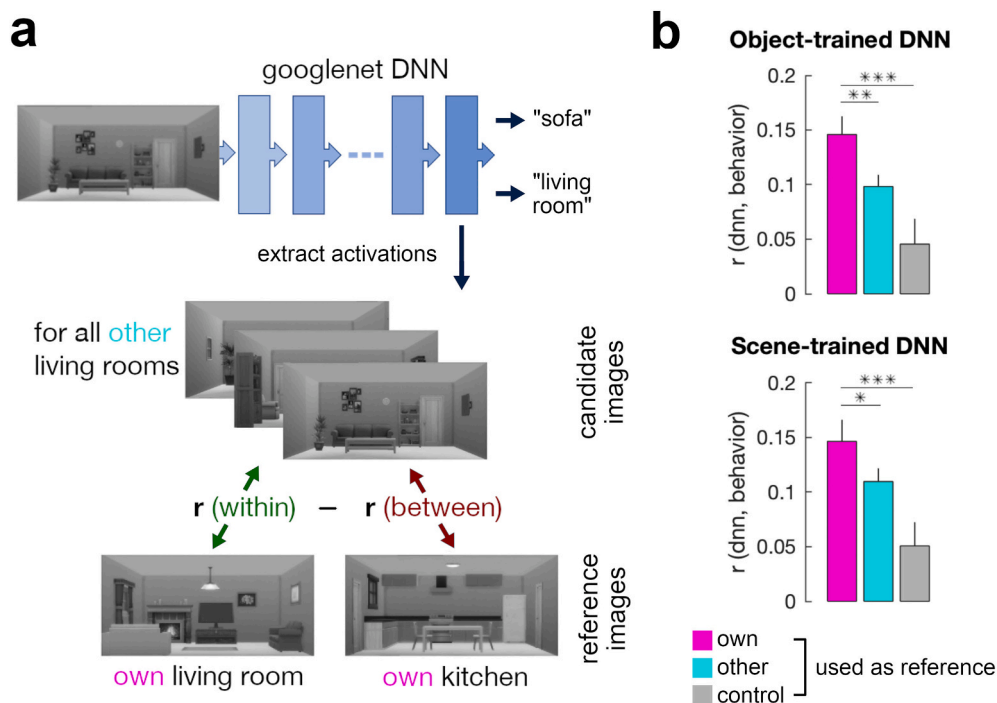 a
googlenet DNN
"sofa"
"living
room"
extract activations
for all other
living rooms
candidate
images
r (within) – r (between)
reference
images
own living room
own kitchen
b
Object-trained DNN
r (dnn, behavior)
0.2
0.15
0.1
0.05
0
***
**
Scene-trained DNN
r (dnn, behavior)
0.2
0.15
0.1
0.05
0
***
*
own
other
control
used as reference